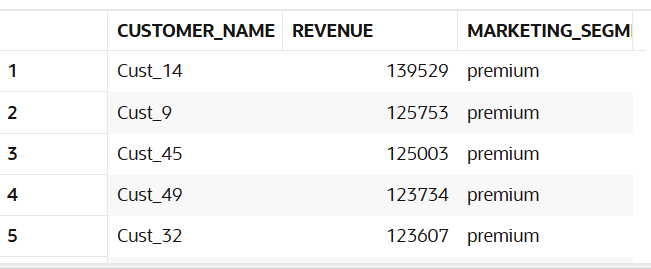 CUSTOMER_NAME REVENUE MARKETING_SEGM
1 Cust_14 139529 premium
2 Cust_9 125753 premium
3 Cust_45 125003 premium
4 Cust_49 123734 premium
5 Cust_32 123607 premium